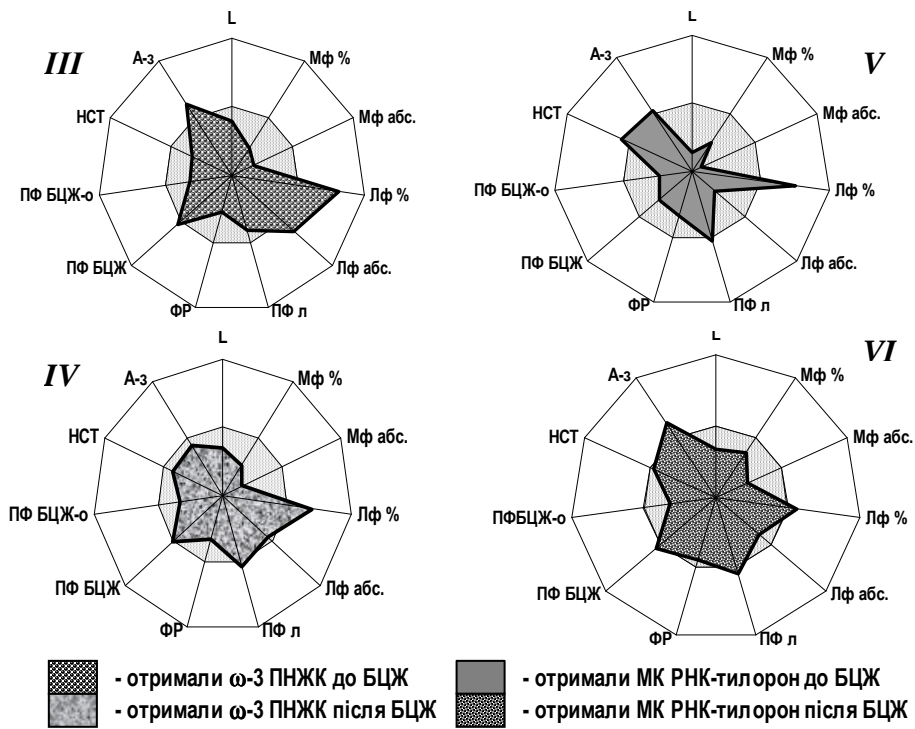 L
III
А-з
Мф %
НСТ
Мф абс.
ПФ БЦЖ-о
Лф %
ПФ БЦЖ
Лф абс.
ФР
ПФ л
L
V
А-з
Мф %
НСТ
Мф абс.
ПФ БЦЖ-о
Лф %
ПФ БЦЖ
Лф абс.
ФР
ПФ л
L
IV
А-з
Мф %
НСТ
Мф абс.
ПФ БЦЖ-о
Лф %
ПФ БЦЖ
Лф абс.
ФР
ПФ л
L
VI
А-з
Мф %
НСТ
Мф абс.
ПФБЦЖ-о
Лф %
ПФ БЦЖ
Лф абс.
ФР
ПФ л
- отримали ω-3 ПНЖК до БЦЖ
- отримали ω-3 ПНЖК після БЦЖ
- отримали МК РНК-тилорон до БЦЖ
- отримали МК РНК-тилорон після БЦЖ